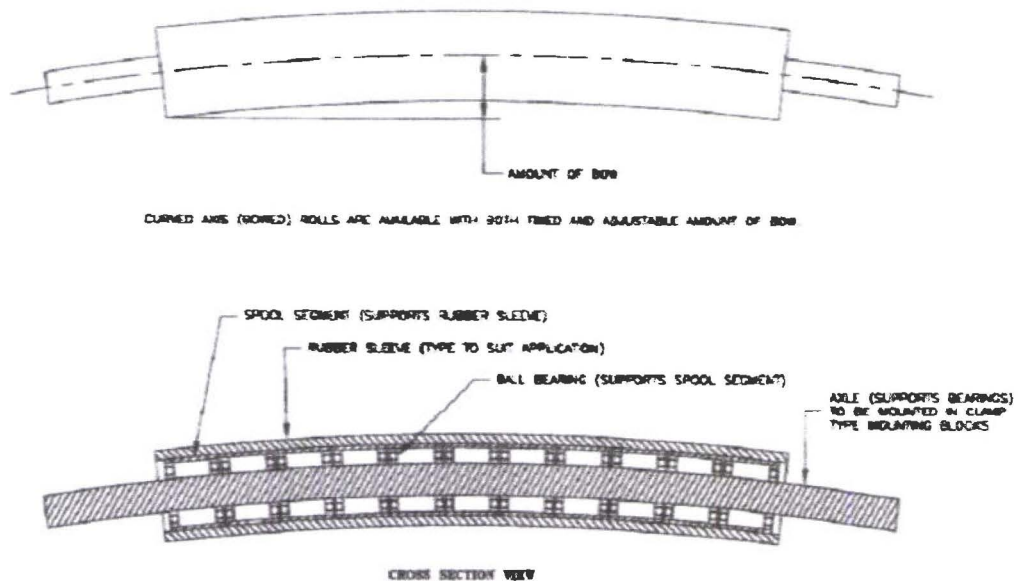 AMOUNT OF BOW
CURVED AXIS (BOWED) ROLLS ARE AVAILABLE WITH BOTH FIXED AND ADJUSTABLE AMOUNT OF BOW
SPOOL SEGMENT (SUPPORTS RUBBER SLEEVE)
RUBBER SLEEVE (TYPE TO SUIT APPLICATION)
BALL BEARING (SUPPORTS SPOOL SEGMENT)
AXLE (SUPPORTS BEARINGS)
TO BE MOUNTED IN CLAMP
TYPE MOUNTING BLOCKS
CROSS SECTION VIEW